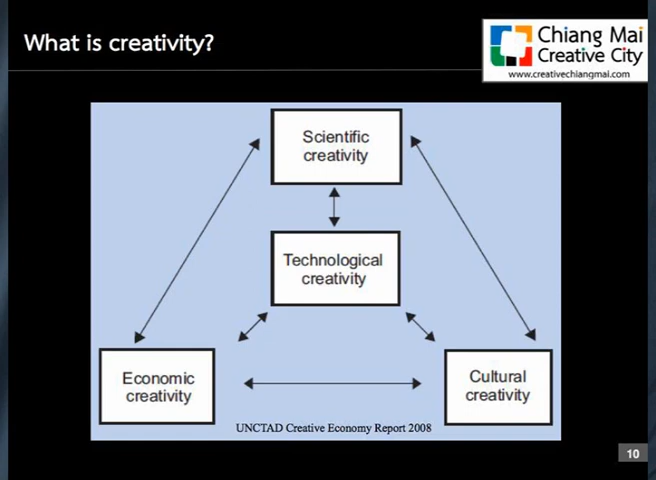 What is creativity?
Chiang Mai
Creative City
www.creativechiangmai.com
Scientific
creativity
Technological
creativity
Economic
creativity
Cultural
creativity
UNCTAD Creative Economy Report 2008
10